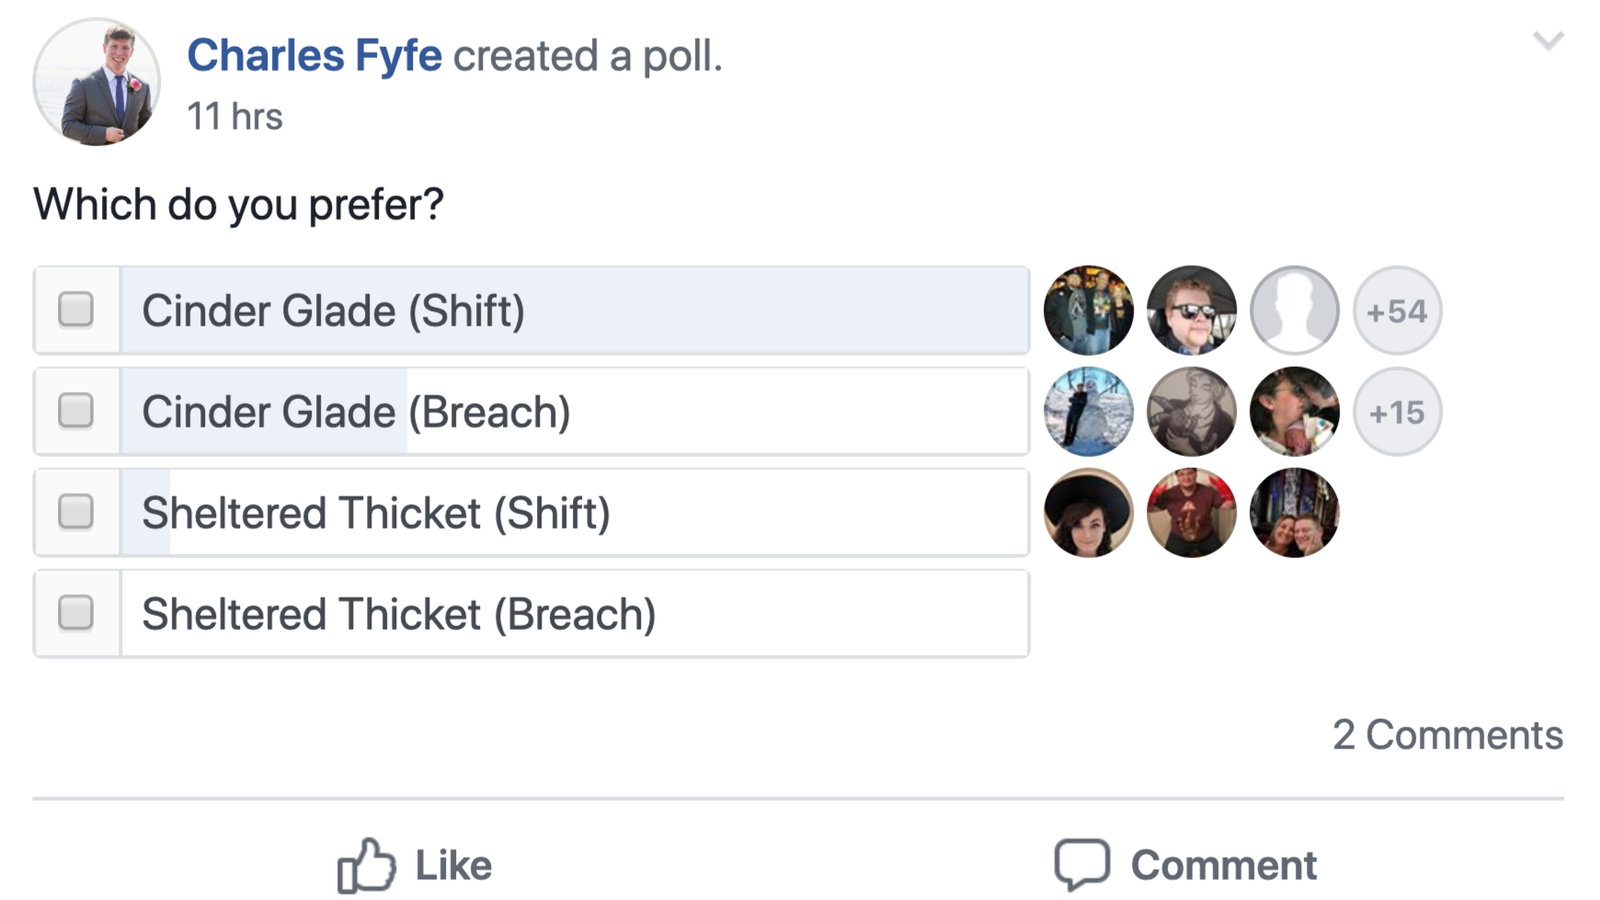 Charles Fyfe created a poll.
11 hrs
Which do you prefer?
Cinder Glade (Shift)
+54
Cinder Glade (Breach)
+15
Sheltered Thicket (Shift)
Sheltered Thicket (Breach)
2 Comments
Like
Comment